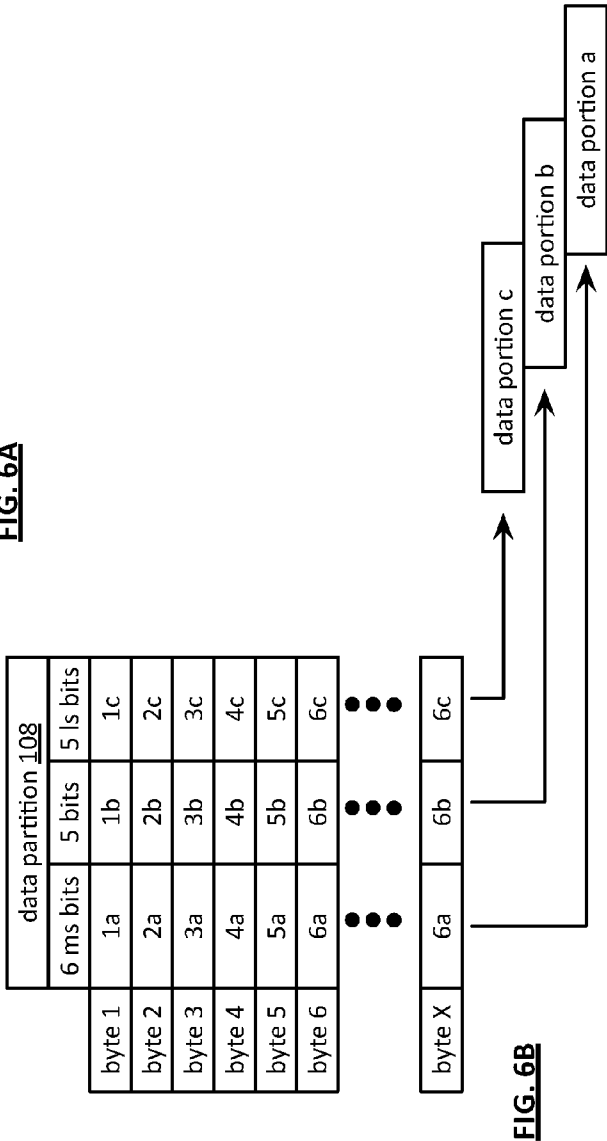 FIG. 6A
data partition 108
6 ms bits 5 bits 5 ls bits
byte 1 1a 1b 1c
byte 2 2a 2b 2c
byte 3 3a 3b 3c
byte 4 4a 4b 4c
byte 5 5a 5b 5c
byte 6 6a 6b 6c
byte X 6a 6b 6c
data portion c
data portion b
data portion a
FIG. 6B